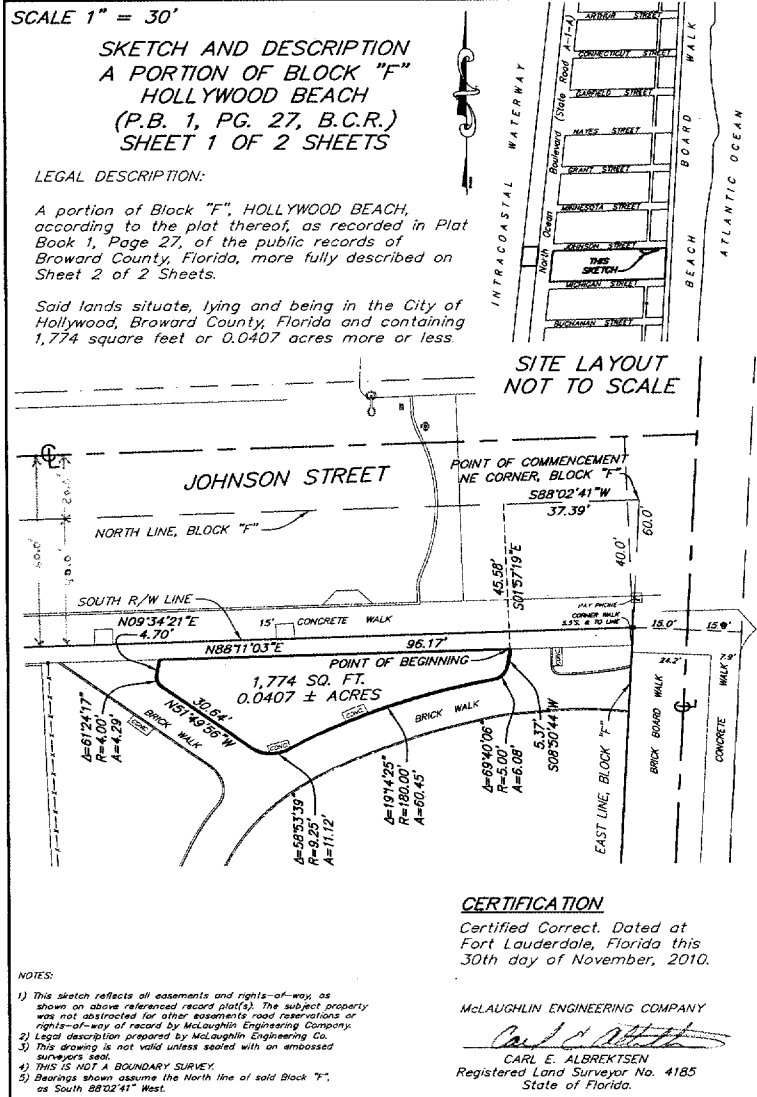 SCALE 1" = 30'
SKETCH AND DESCRIPTION
A PORTION OF BLOCK "F"
HOLLYWOOD BEACH
(P.B. 1, PG. 27, B.C.R.)
SHEET 1 OF 2 SHEETS
LEGAL DESCRIPTION:
A portion of Block "F", HOLLYWOOD BEACH,
according to the plat thereof, as recorded in Plat
Book 1, Page 27, of the public records of
Broward County, Florida, more fully described on
Sheet 2 of 2 Sheets.
Said lands situate, lying and being in the City of
Hollywood, Broward County, Florida and containing
1,774 square feet or 0.0407 acres more or less.
INTRACOASTAL WATERWAY
North Ocean Boulevard (State Road A-1-A)
ARTHUR STREET
CONNECTICUT STREET
GARFIELD STREET
HAYES STREET
GRANT STREET
MINNESOTA STREET
JOHNSON STREET
THIS
SKETCH
MICHIGAN STREET
BUCHANAN STREET
BEACH BOARD WALK
ATLANTIC OCEAN
SITE LAYOUT
NOT TO SCALE
JOHNSON STREET
POINT OF COMMENCEMENT
NE CORNER, BLOCK "F"
S88°02'41"W
37.39'
NORTH LINE, BLOCK "F"
60.0'
20.0'
40.0'
40.0'
60.0'
45.58'
S01°57'19"E
SOUTH R/W LINE
PAY PHONE
CORNER WALK
N09°34'21"E
4.70'
15'
CONCRETE WALK
N88°11'03"E
96.17'
15.0'
POINT OF BEGINNING
1,774 SQ. FT.
0.0407 ± ACRES
24.2'
7.9'
30.64'
N51°49'56"W
BRICK WALK
BRICK WALK
CONC
CONC
CONC
CONC
Δ=61°24'17"
R=4.00'
A=4.29'
Δ=58°53'39"
R=9.25'
A=11.12'
Δ=19°14'25"
R=180.00'
A=60.45'
Δ=69°40'06"
R=5.00'
A=6.08'
5.37'
S08°50'44"W
EAST LINE, BLOCK "F"
BRICK BOARD WALK
CONCRETE WALK
CERTIFICATION
Certified Correct. Dated at
Fort Lauderdale, Florida this
30th day of November, 2010.
McLAUGHLIN ENGINEERING COMPANY
CARL E. ALBREKTSEN
Registered Land Surveyor No. 4185
State of Florida.
NOTES:
1) This sketch reflects all easements and rights-of-way, as
shown on above referenced record plat(s). The subject property
was not abstracted for other easements road reservations or
rights-of-way of record by McLaughlin Engineering Company.
2) Legal description prepared by McLaughlin Engineering Co.
3) This drawing is not valid unless sealed with an embossed
surveyors seal.
4) THIS IS NOT A BOUNDARY SURVEY.
5) Bearings shown assume the North line of said Block "F",
as South 88°02'41" West.